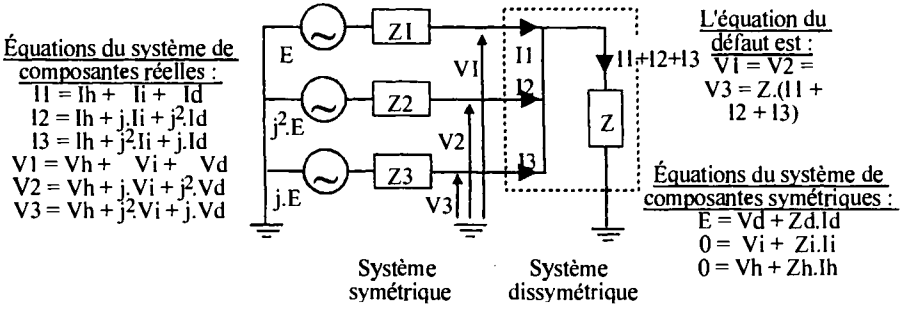 Équations du système de
composantes réelles :
I1 = Ih + Ii + Id
I2 = Ih + j.Ii + j².Id
I3 = Ih + j².Ii + j.Id
V1 = Vh + Vi + Vd
V2 = Vh + j.Vi + j².Vd
V3 = Vh + j².Vi + j.Vd
E
Z1
V1
I1
j².E
Z2
V2
I2
j.E
Z3
V3
I3
I1+I2+I3
Z
Système
symétrique
Système
dissymétrique
L'équation du
défaut est :
V1 = V2 =
V3 = Z.(I1 +
I2 + I3)
Équations du système de
composantes symétriques :
E = Vd + Zd.Id
0 = Vi + Zi.Ii
0 = Vh + Zh.Ih